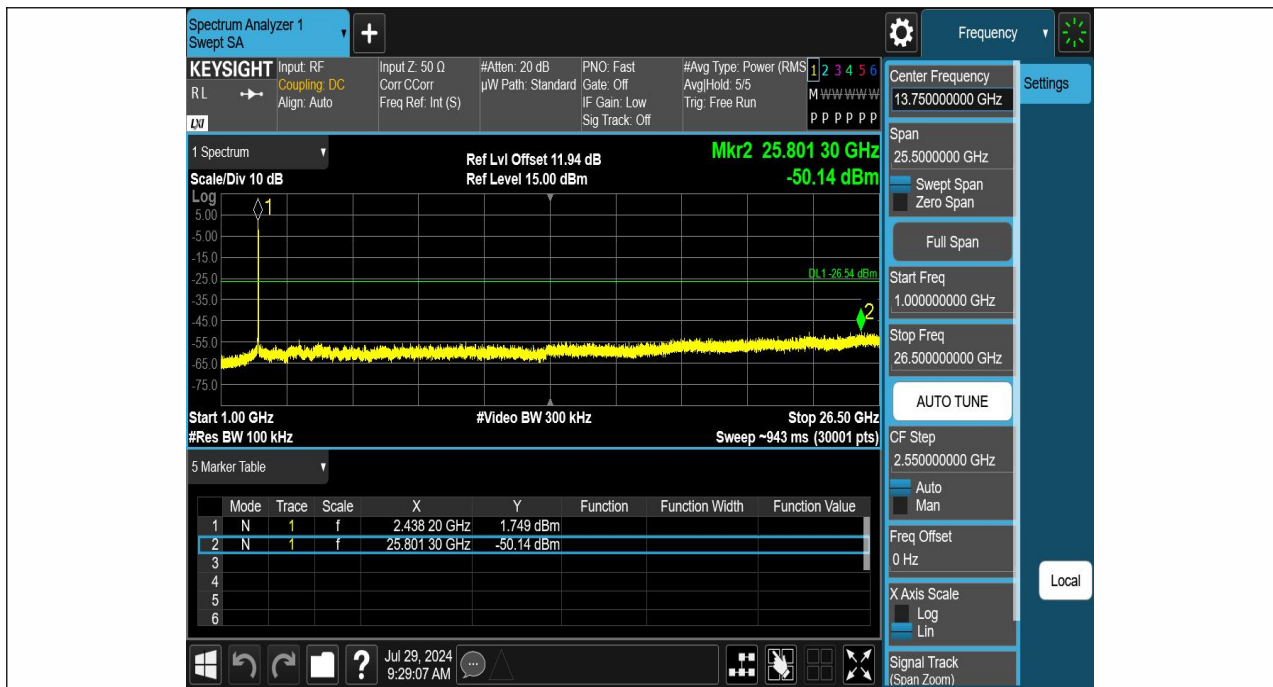 Spectrum Analyzer 1
Swept SA
+
Frequency
KEYSIGHT
RL
LXI
Input: RF
Coupling: DC
Align: Auto
Input Z: 50 Ω
Corr CCorr
Freq Ref: Int (S)
#Atten: 20 dB
µW Path: Standard
PNO: Fast
Gate: Off
IF Gain: Low
Sig Track: Off
#Avg Type: Power (RMS
Avg|Hold: 5/5
Trig: Free Run
1 2 3 4 5 6
M W W W W W
P P P P P P
1 Spectrum
Scale/Div 10 dB
Ref Lvl Offset 11.94 dB
Ref Level 15.00 dBm
Mkr2 25.801 30 GHz
-50.14 dBm
Log
5.00
-5.00
-15.0
-25.0
-35.0
-45.0
-55.0
-65.0
-75.0
1
DL1 -26.54 dBm
2
Start 1.00 GHz
#Video BW 300 kHz
Stop 26.50 GHz
#Res BW 100 kHz
Sweep ~943 ms (30001 pts)
5 Marker Table
Mode Trace Scale X Y Function Function Width Function Value
1 N 1 f 2.438 20 GHz 1.749 dBm
2 N 1 f 25.801 30 GHz -50.14 dBm
3
4
5
6
?
Jul 29, 2024
9:29:07 AM
Center Frequency
13.750000000 GHz
Span
25.5000000 GHz
Swept Span
Zero Span
Full Span
Start Freq
1.000000000 GHz
Stop Freq
26.500000000 GHz
AUTO TUNE
CF Step
2.550000000 GHz
Auto
Man
Freq Offset
0 Hz
X Axis Scale
Log
Lin
Signal Track
(Span Zoom)
Settings
Local